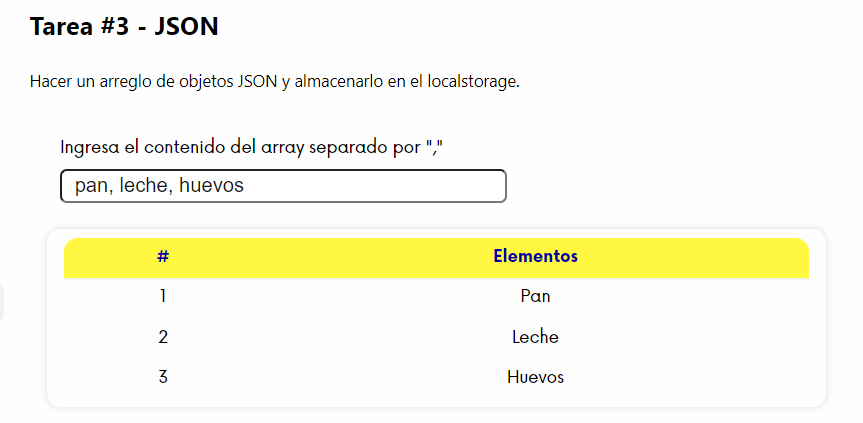 Tarea #3 - JSON
Hacer un arreglo de objetos JSON y almacenarlo en el localstorage.
Ingresa el contenido del array separado por ","
pan, leche, huevos
# Elementos
1 Pan
2 Leche
3 Huevos